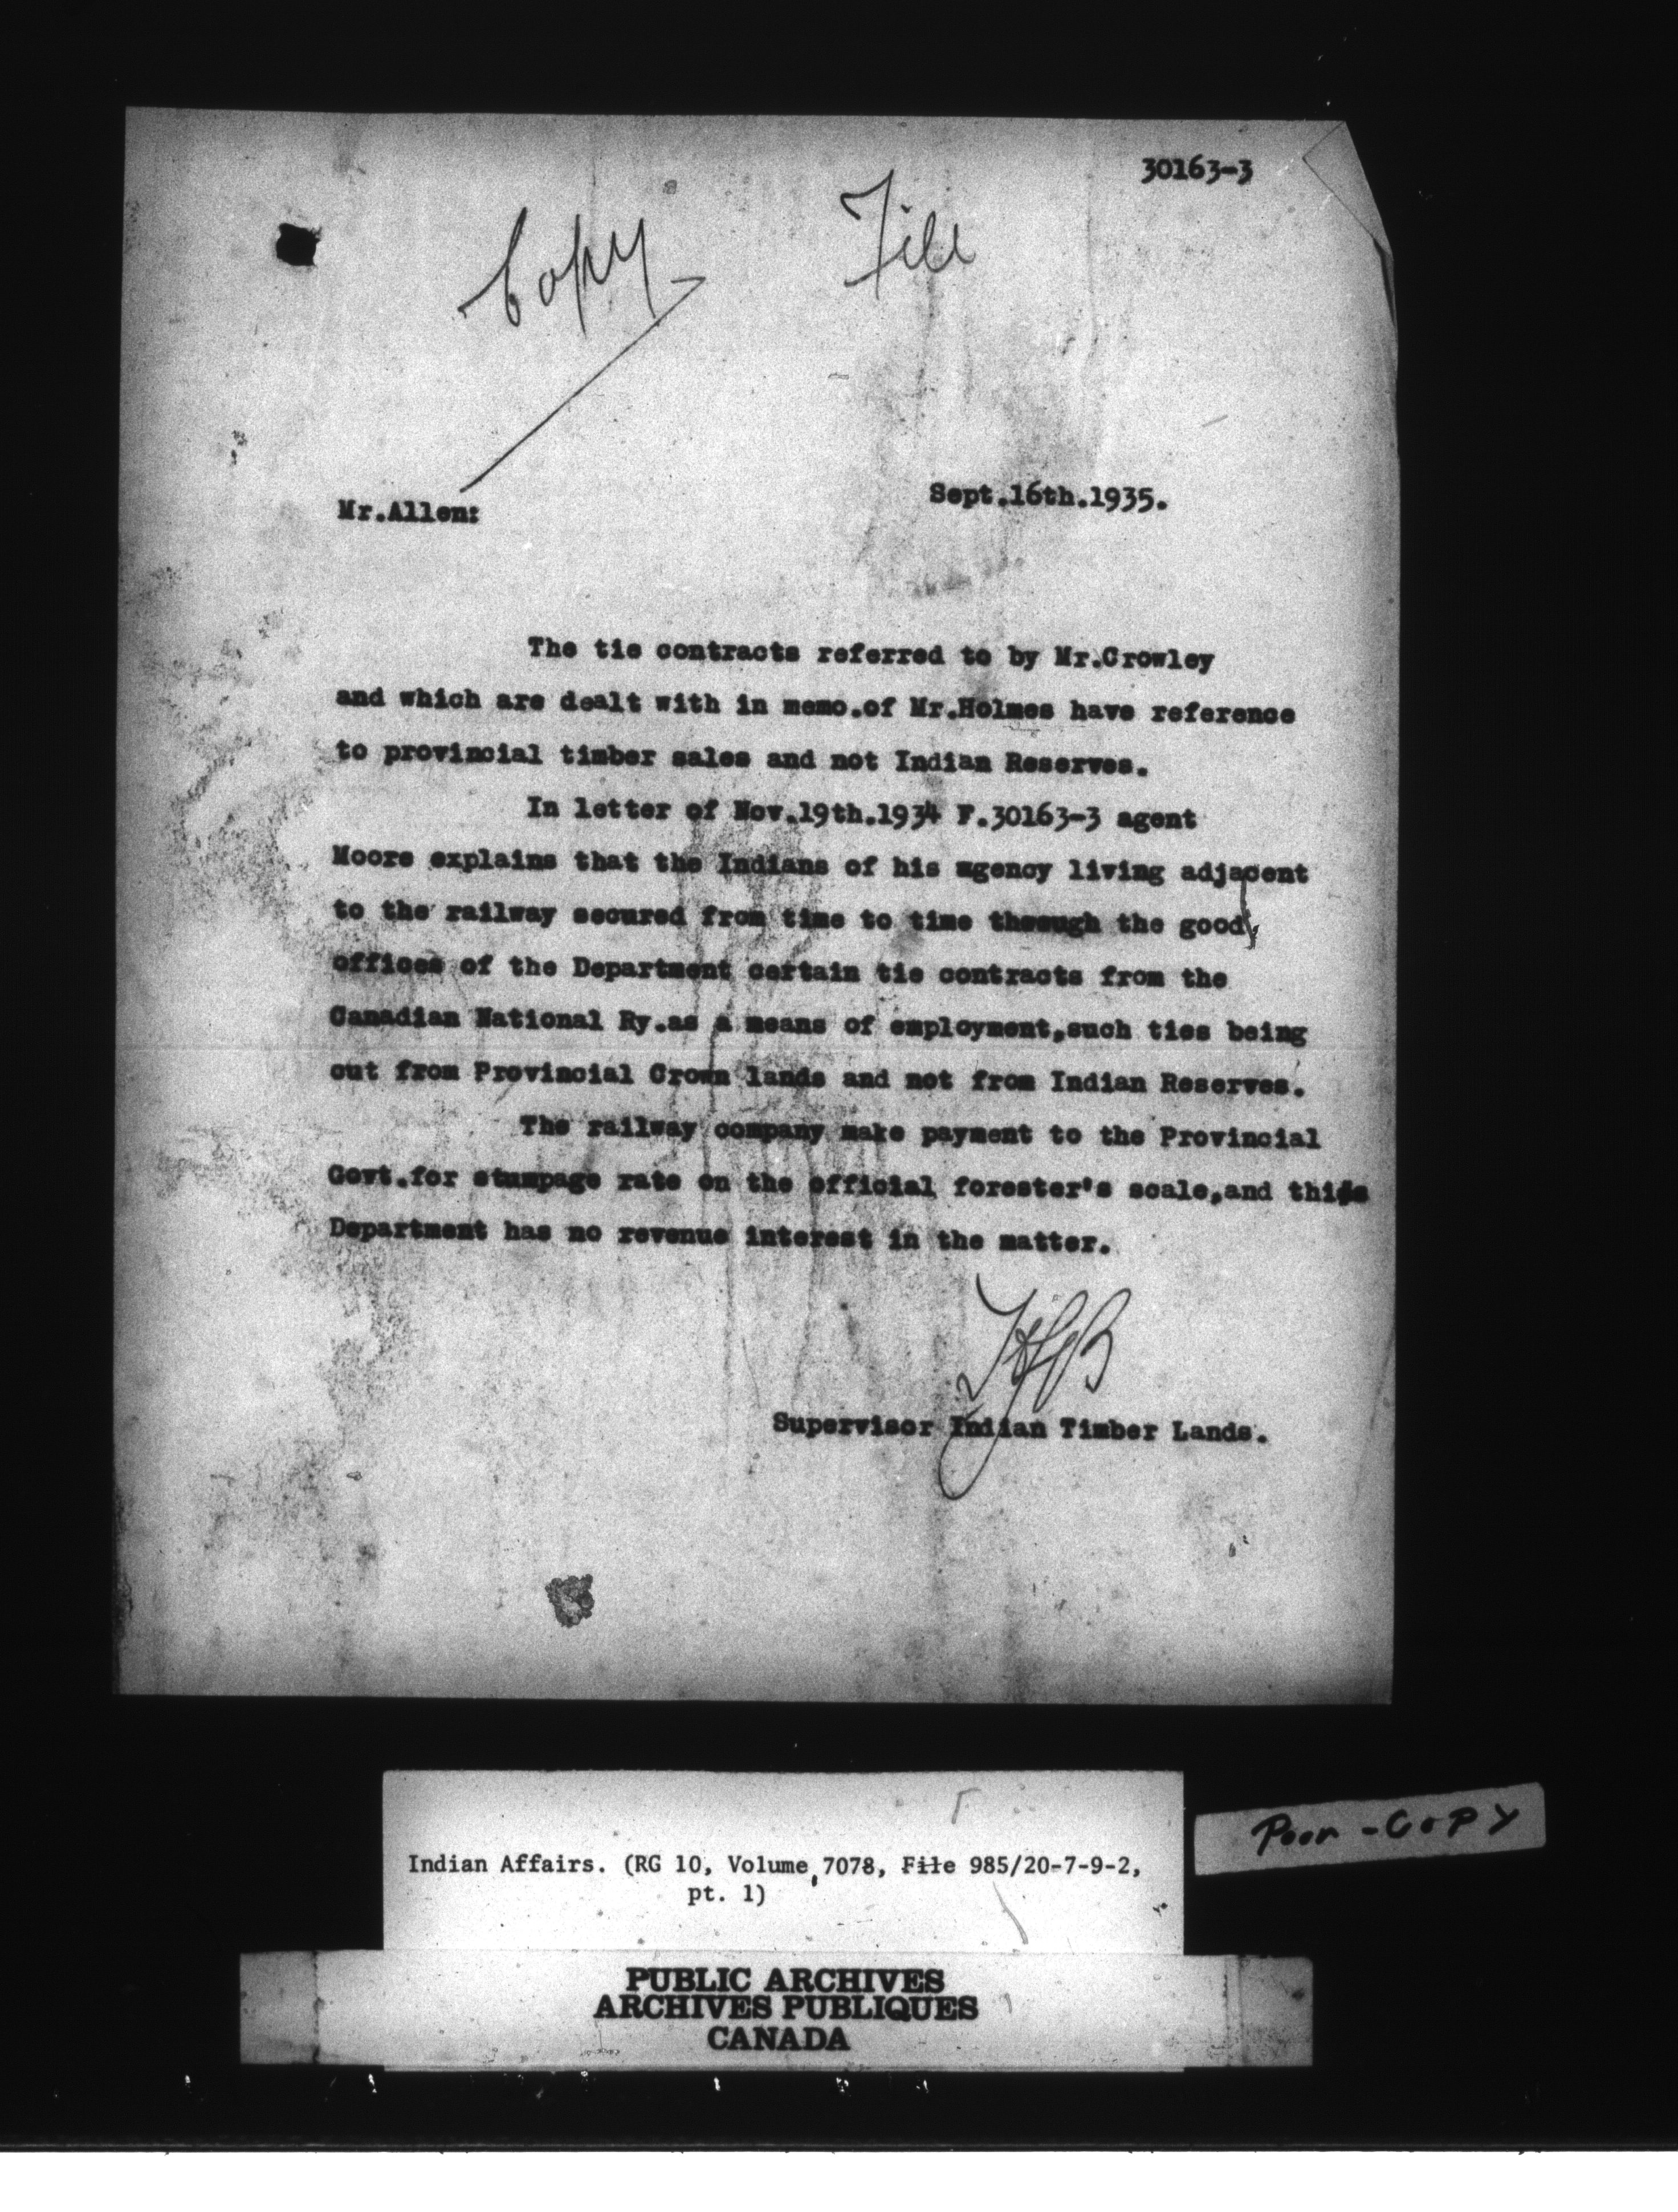 30163-3
Copy File
Sept.16th.1935.
Mr.Allen:
The tie contracts referred to by Mr.Crowley
and which are dealt with in memo.of Mr.Holmes have reference
to provincial timber sales and not Indian Reserves.
In letter of Nov.19th.1934 F.30163-3 agent
Moore explains that the Indians of his agency living adjacent
to the railway secured from time to time through the good
offices of the Department certain tie contracts from the
Canadian National Ry.as a means of employment,such ties being
cut from Provincial Crown lands and not from Indian Reserves.
The railway company make payment to the Provincial
Govt.for stumpage rate on the official forester's scale,and this
Department has no revenue interest in the matter.
Supervisor Indian Timber Lands.
Poor - COPY
Indian Affairs. (RG 10, Volume 7078, File 985/20-7-9-2,
pt. 1)
PUBLIC ARCHIVES
ARCHIVES PUBLIQUES
CANADA